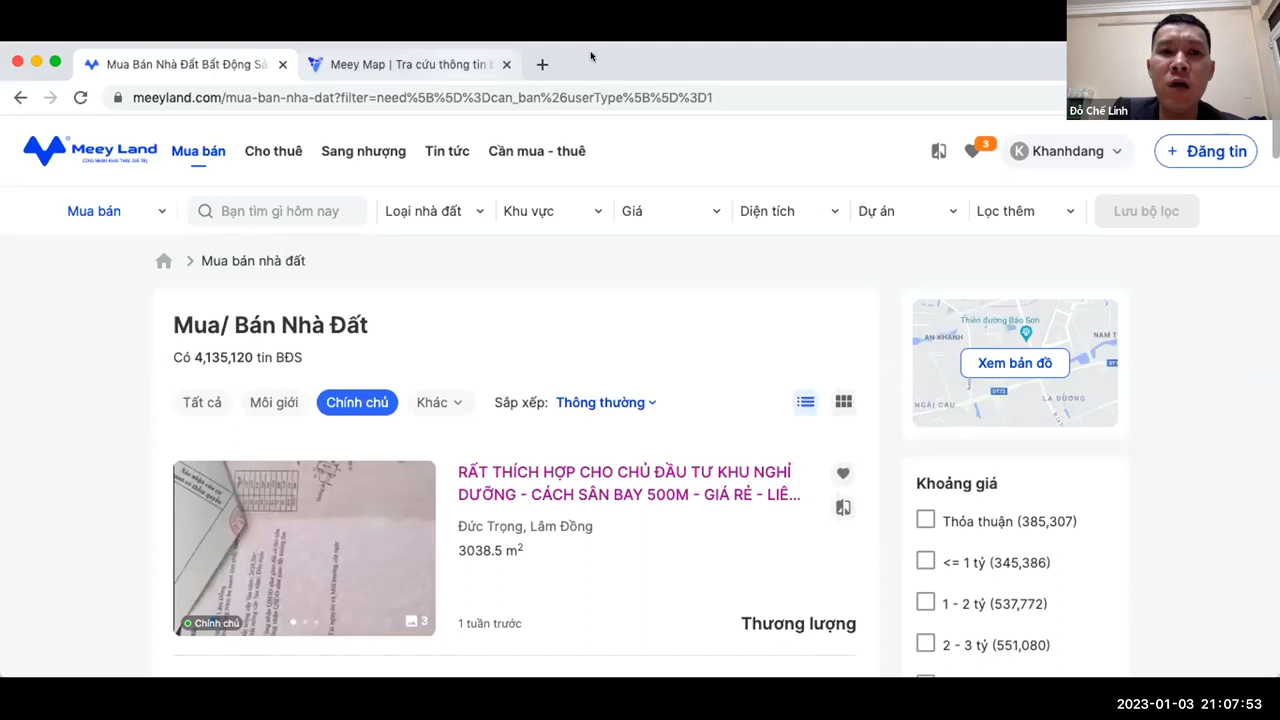 Mua Bán Nhà Đất Bất Động Sả
Meey Map | Tra cứu thông tin b
meeyland.com/mua-ban-nha-dat?filter=need%5B%5D%3Dcan_ban%26userType%5B%5D%3D1
Đỗ Chế Linh
Meey Land
Mua bán
Cho thuê
Sang nhượng
Tin tức
Cần mua - thuê
3
K
Khanhdang
+ Đăng tin
Mua bán
Bạn tìm gì hôm nay
Loại nhà đất
Khu vực
Giá
Diện tích
Dự án
Lọc thêm
Lưu bộ lọc
Mua bán nhà đất
Mua/ Bán Nhà Đất
Có 4,135,120 tin BĐS
Tất cả
Môi giới
Chính chủ
Khác
Sắp xếp: Thông thường
Thiên đường Bảo Sơn
AN KHÁNH
NAM T
Xem bản đồ
ĐT72
NGÃI CẦU
LA DƯƠNG
RẤT THÍCH HỢP CHO CHỦ ĐẦU TƯ KHU NGHỈ
DƯỠNG - CÁCH SÂN BAY 500M - GIÁ RẺ - LIÊ...
Đức Trọng, Lâm Đồng
3038.5 m²
Chính chủ
3
1 tuần trước
Thương lượng
Khoảng giá
Thỏa thuận (385,307)
<= 1 tỷ (345,386)
1 - 2 tỷ (537,772)
2 - 3 tỷ (551,080)
2023-01-03 21:07:53